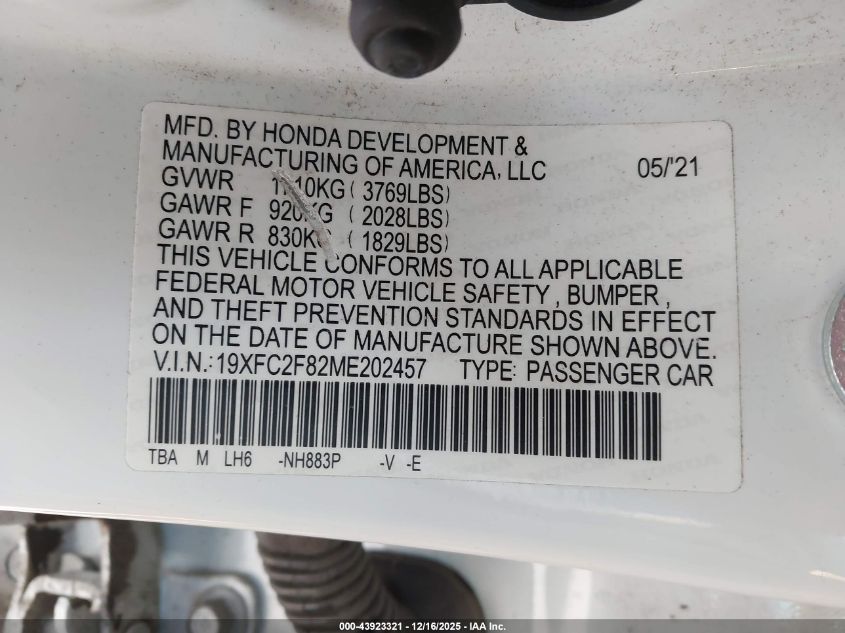 MFD. BY HONDA DEVELOPMENT &
MANUFACTURING OF AMERICA, LLC 05/'21
GVWR (3769LBS)
GAWR F (2028LBS)
GAWR R 830KG (1829LBS)
THIS VEHICLE CONFORMS TO ALL APPLICABLE
FEDERAL MOTOR VEHICLE SAFETY, BUMPER,
AND THEFT PREVENTION STANDARDS IN EFFECT
ON THE DATE OF MANUFACTURE SHOWN ABOVE.
V.I.N.: 19XFC2F82ME202457 TYPE: PASSENGER CAR
TBA M LH6 -NH883P -V -E
000-43923321 • 12/16/2025 • IAA Inc.